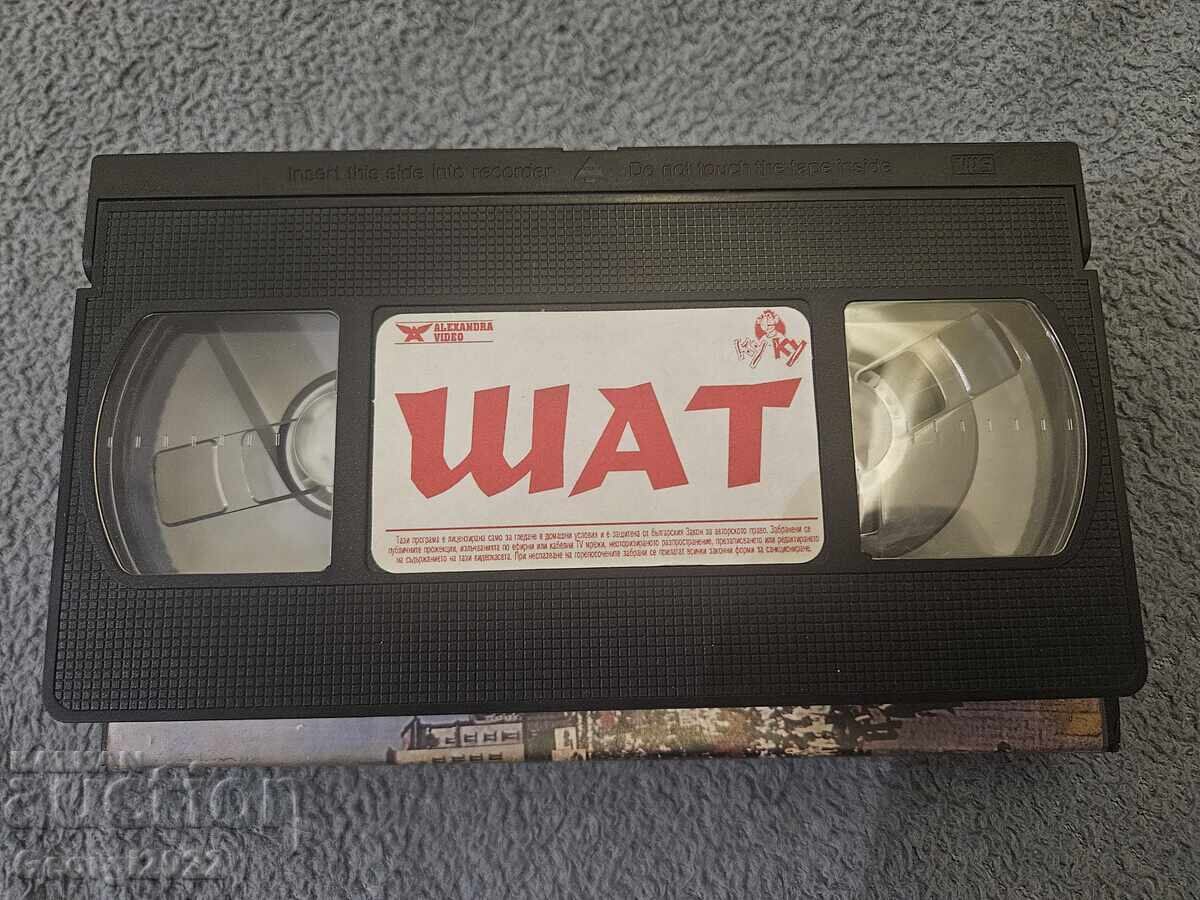 Insert this side into recorder
Do not touch the tape inside
VHS
ALEXANDRA
VIDEO
Ку Ку
ШАТ
Тази програма е лицензирана само за гледане в домашни условия и е защитена от българския Закон за авторското право. Забранени са
публичните прожекции, излъчванията по ефирни или кабелни TV мрежи, неоторизираното разпространение, презаписването или редактирането
на съдържанието на тази видеокасета. При неспазване на горепосочените забрани се прилагат всички законни форми за санкциониране.
BALKAN
auction
2022